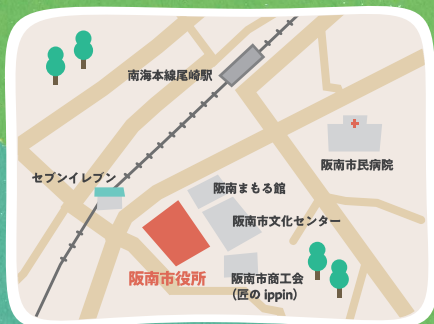 南海本線尾崎駅
阪南市民病院
セブンイレブン
阪南まもる館
阪南市文化センター
阪南市役所
阪南市商工会
(匠の ippin)